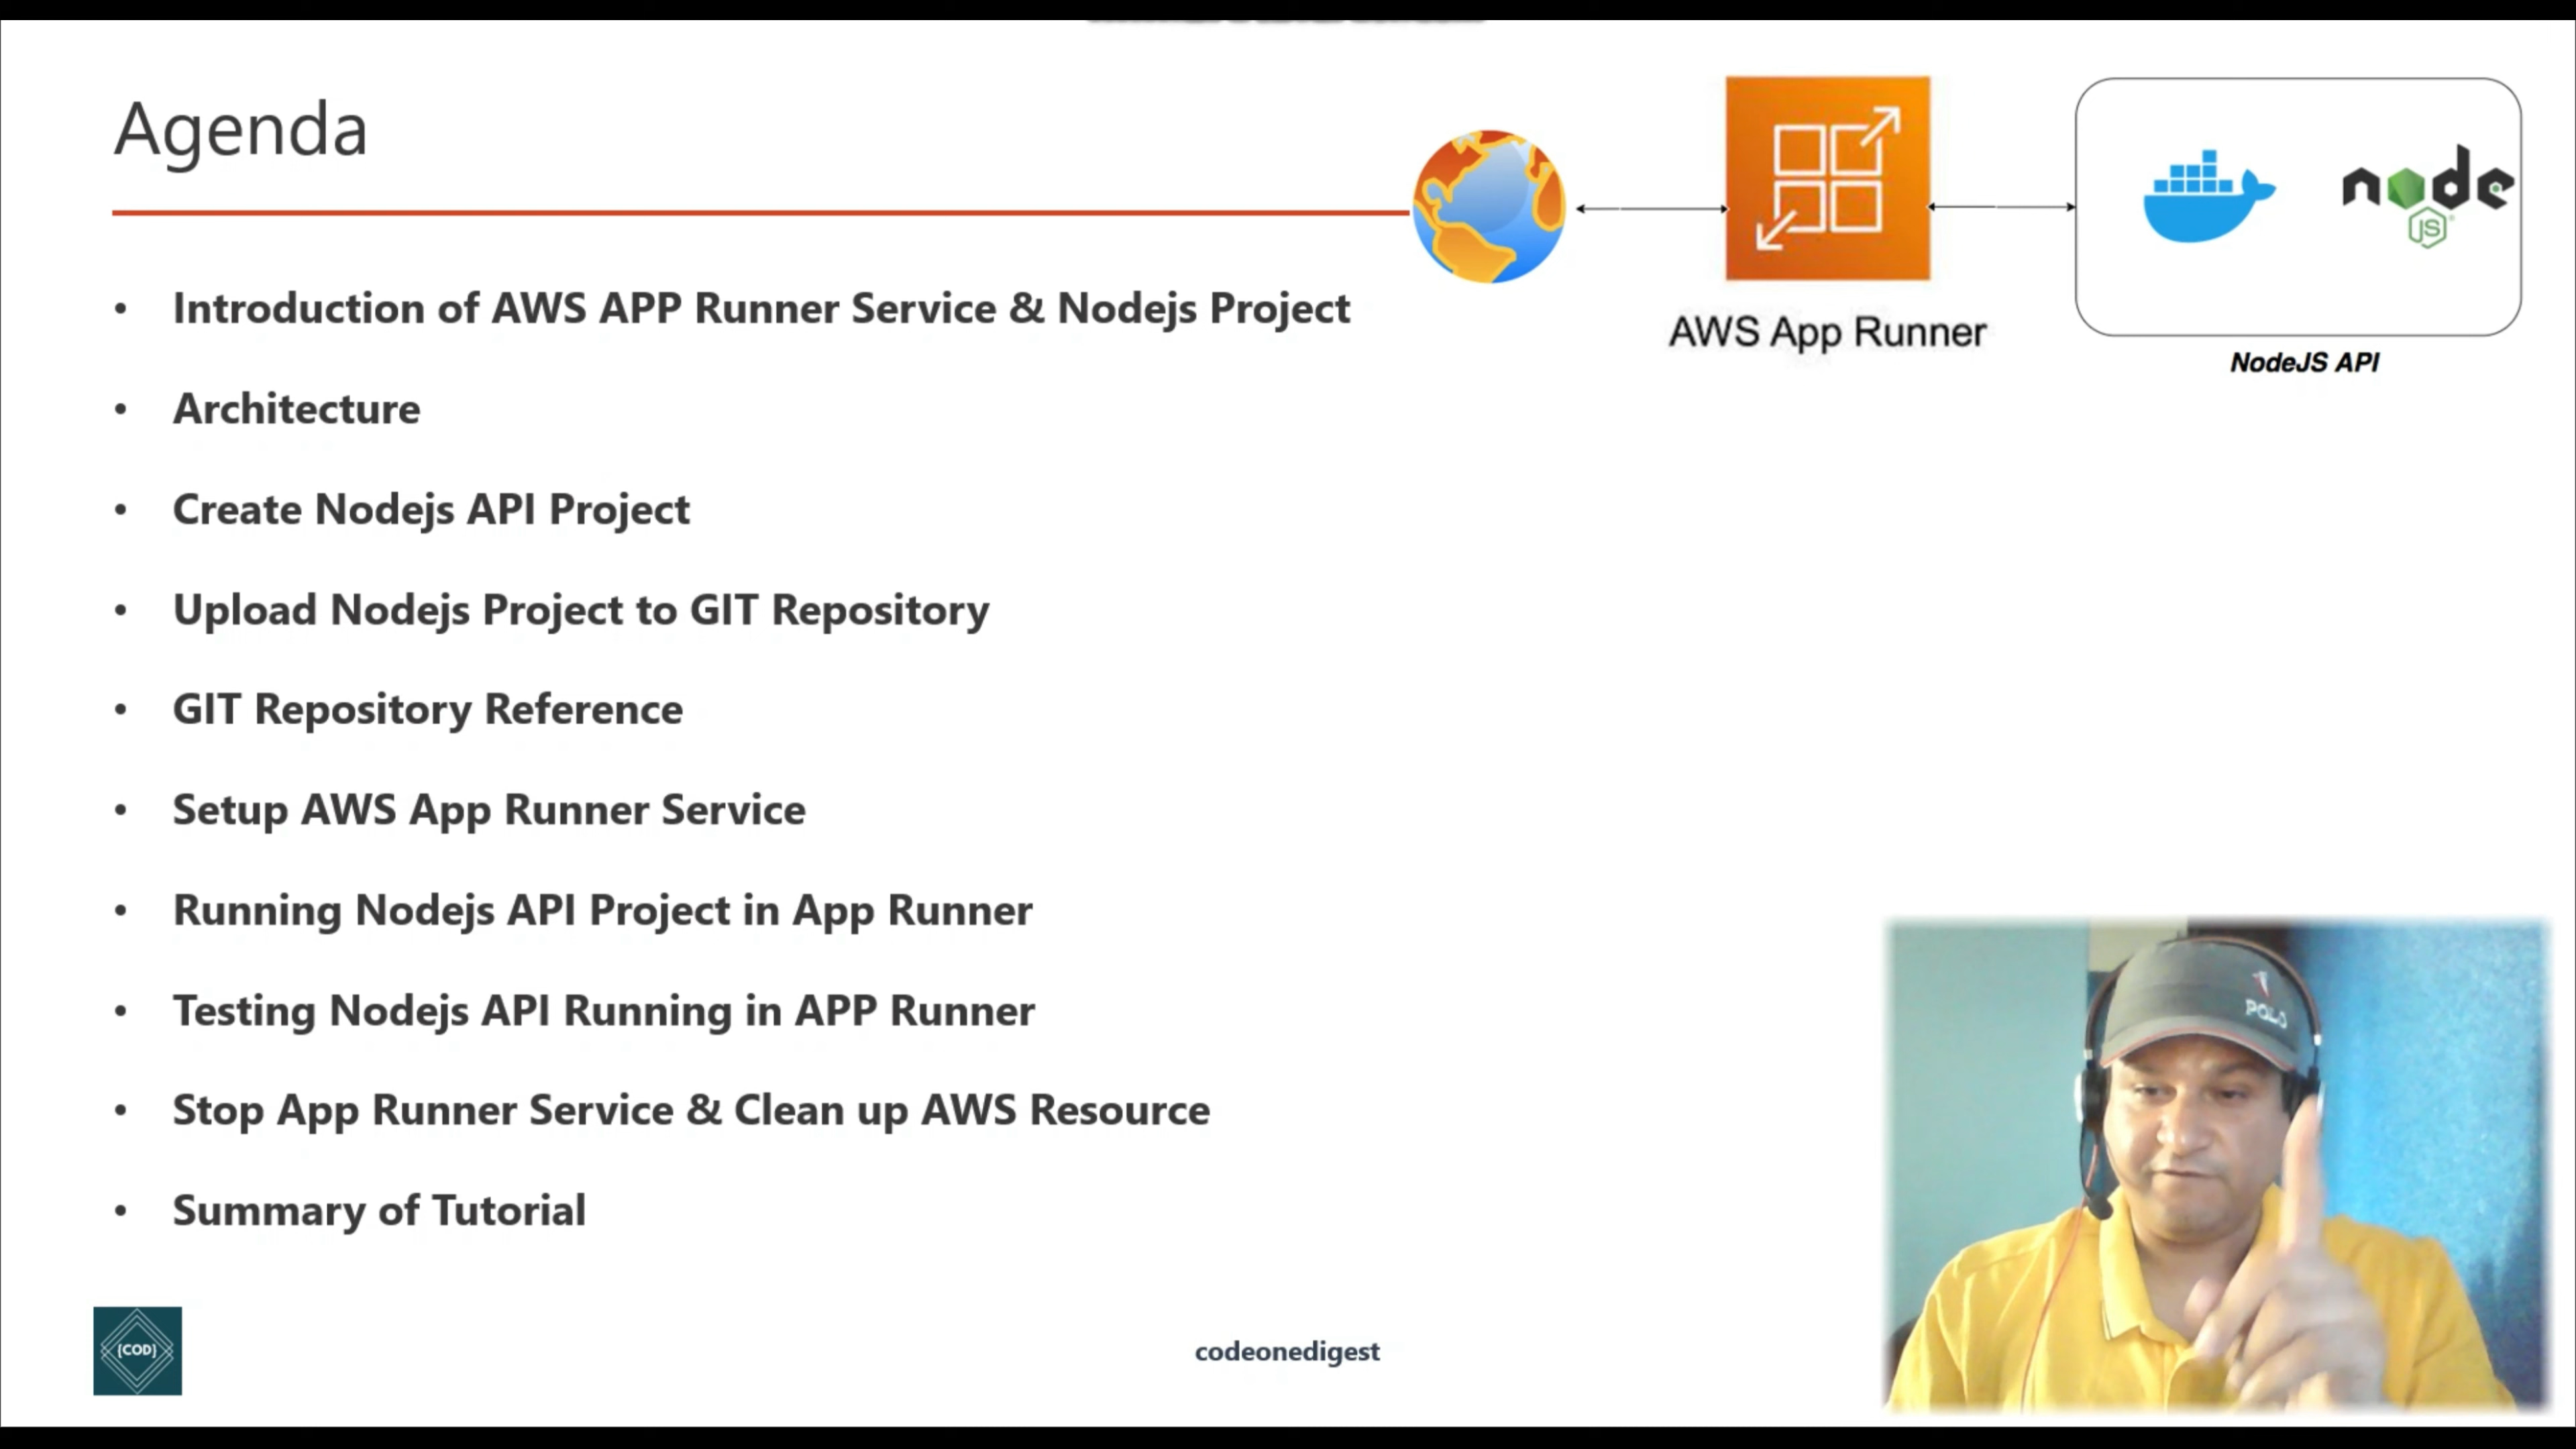 Agenda
node
JS
AWS App Runner
NodeJS API
• Introduction of AWS APP Runner Service & Nodejs Project
• Architecture
• Create Nodejs API Project
• Upload Nodejs Project to GIT Repository
• GIT Repository Reference
• Setup AWS App Runner Service
• Running Nodejs API Project in App Runner
• Testing Nodejs API Running in APP Runner
• Stop App Runner Service & Clean up AWS Resource
• Summary of Tutorial
POLO
{COD}
codeonedigest